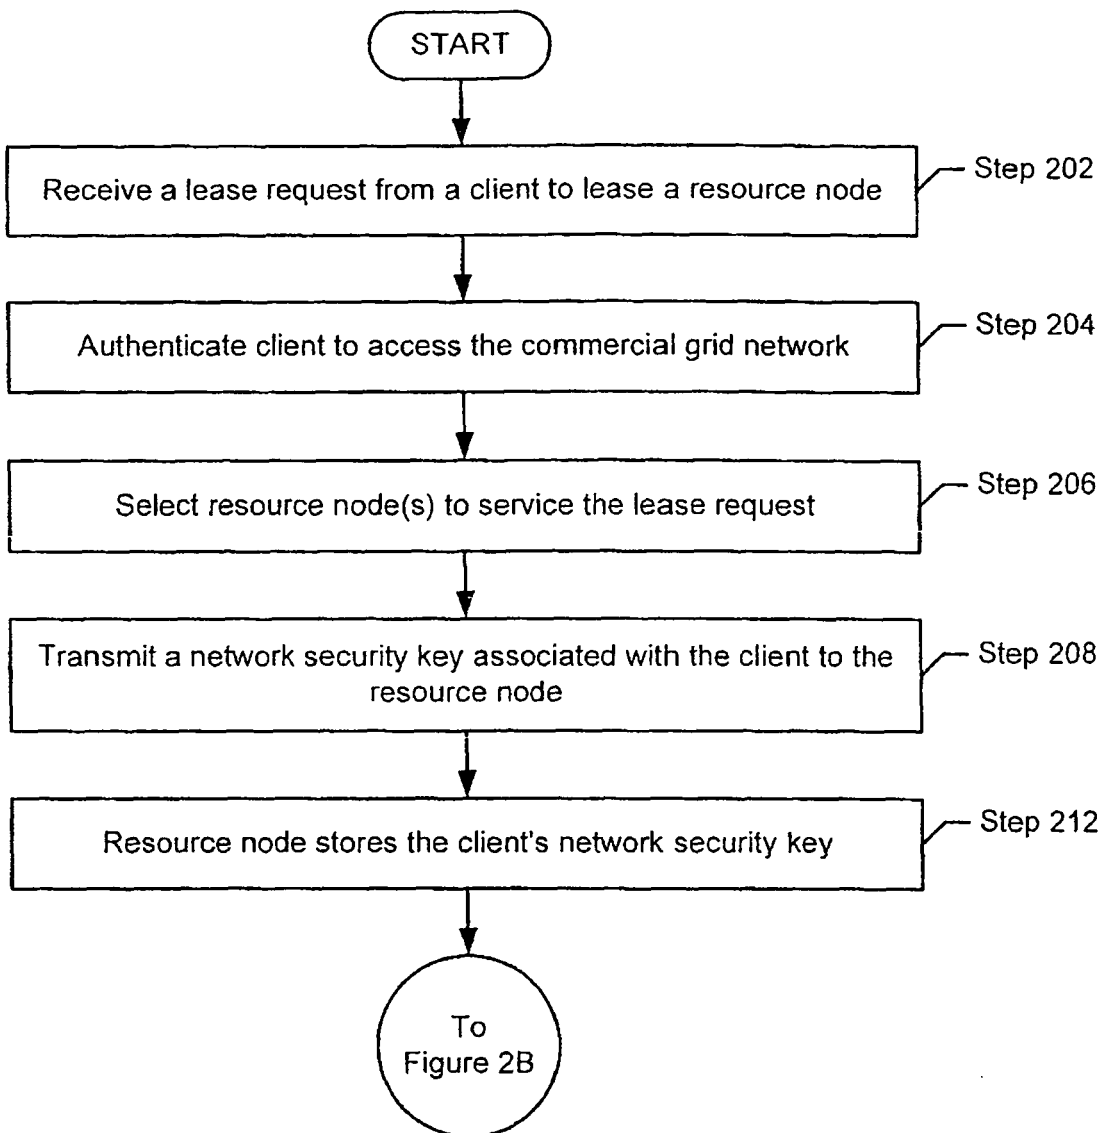 START
Receive a lease request from a client to lease a resource node
Step 202
Authenticate client to access the commercial grid network
Step 204
Select resource node(s) to service the lease request
Step 206
Transmit a network security key associated with the client to the
resource node
Step 208
Resource node stores the client's network security key
Step 212
To
Figure 2B